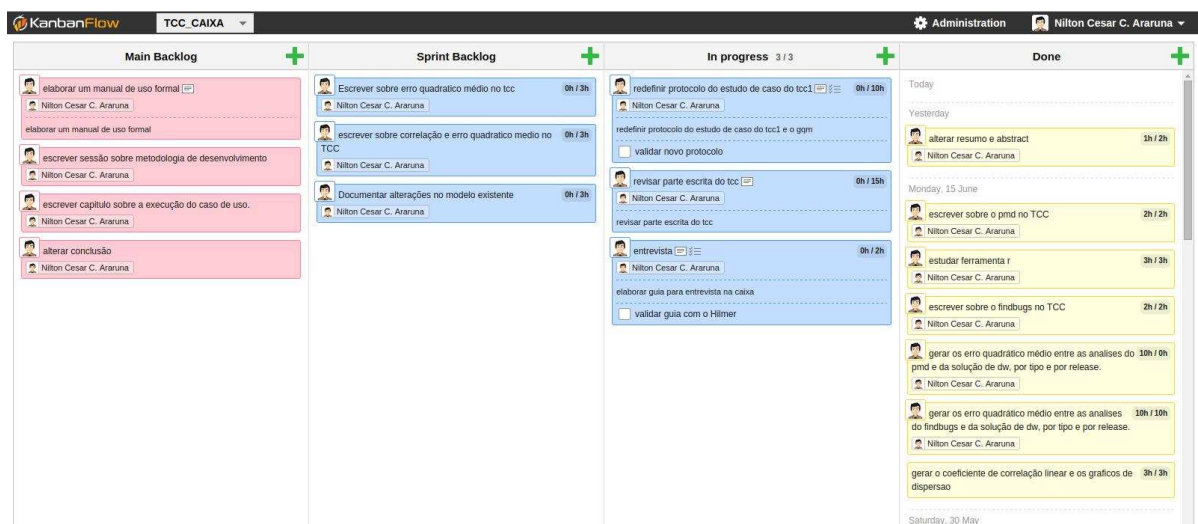 KanbanFlow
TCC_CAIXA
Administration
Nilton Cesar C. Araruna
Main Backlog
elaborar um manual de uso formal
Nilton Cesar C. Araruna
elaborar um manual de uso formal
escrever sessão sobre metodologia de desenvolvimento
Nilton Cesar C. Araruna
escrever capitulo sobre a execução do caso de uso.
Nilton Cesar C. Araruna
alterar conclusão
Nilton Cesar C. Araruna
Sprint Backlog
Escrever sobre erro quadratico médio no tcc 0h / 3h
Nilton Cesar C. Araruna
escrever sobre correlação e erro quadratico medio no 0h / 3h
TCC
Nilton Cesar C. Araruna
Documentar alterações no modelo existente 0h / 3h
Nilton Cesar C. Araruna
In progress 3 / 3
redefinir protocolo do estudo de caso do tcc1 0h / 10h
Nilton Cesar C. Araruna
redefinir protocolo do estudo de caso do tcc1 e o gqm
validar novo protocolo
revisar parte escrita do tcc 0h / 15h
Nilton Cesar C. Araruna
revisar parte escrita do tcc
entrevista 0h / 2h
Nilton Cesar C. Araruna
elaborar guia para entrevista na caixa
validar guia com o Hilmer
Done
Today
Yesterday
alterar resumo e abstract 1h / 2h
Nilton Cesar C. Araruna
Monday, 15 June
escrever sobre o pmd no TCC 2h / 2h
Nilton Cesar C. Araruna
estudar ferramenta r 3h / 3h
Nilton Cesar C. Araruna
escrever sobre o findbugs no TCC 2h / 2h
Nilton Cesar C. Araruna
gerar os erro quadrático médio entre as analises do 10h / 0h
pmd e da solução de dw, por tipo e por release.
Nilton Cesar C. Araruna
gerar os erro quadrático médio entre as analises 10h / 10h
do findbugs e da solução de dw, por tipo e por release.
Nilton Cesar C. Araruna
gerar o coeficiente de correlação linear e os graficos de 3h / 3h
dispersao
Saturday, 30 May